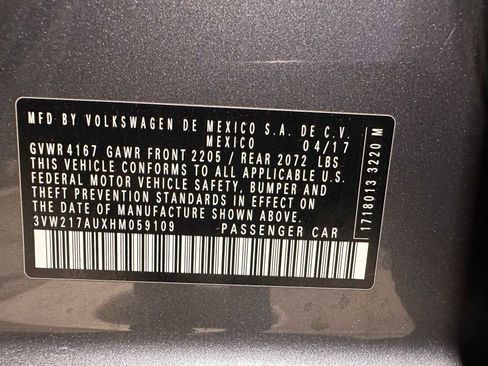 MFD BY VOLKSWAGEN DE MEXICO S.A. DE C.V.
MEXICO 04/17
GVWR4167 GAWR FRONT 2205 / REAR 2072 LBS
THIS VEHICLE CONFORMS TO ALL APPLICABLE U.S.
FEDERAL MOTOR VEHICLE SAFETY, BUMPER AND
THEFT PREVENTION STANDARDS IN EFFECT ON
THE DATE OF MANUFACTURE SHOWN ABOVE.
3VW217AUXHM059109 PASSENGER CAR
1718013 3220 M